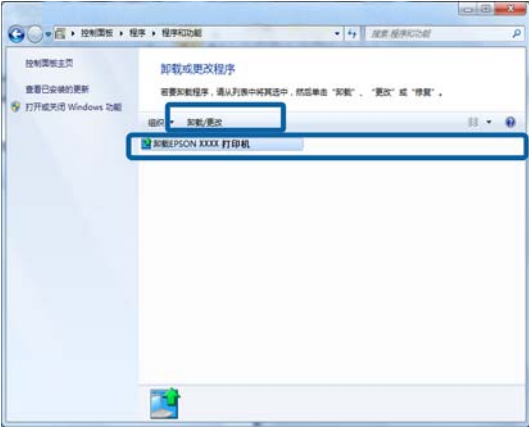 控制面板 ▸ 程序 ▸ 程序和功能
搜索 程序和功能
控制面板主页
查看已安装的更新
打开或关闭 Windows 功能
卸载或更改程序
若要卸载程序，请从列表中将其选中，然后单击“卸载”、“更改”或“修复”。
组织 卸载/更改
卸载EPSON XXXX 打印机